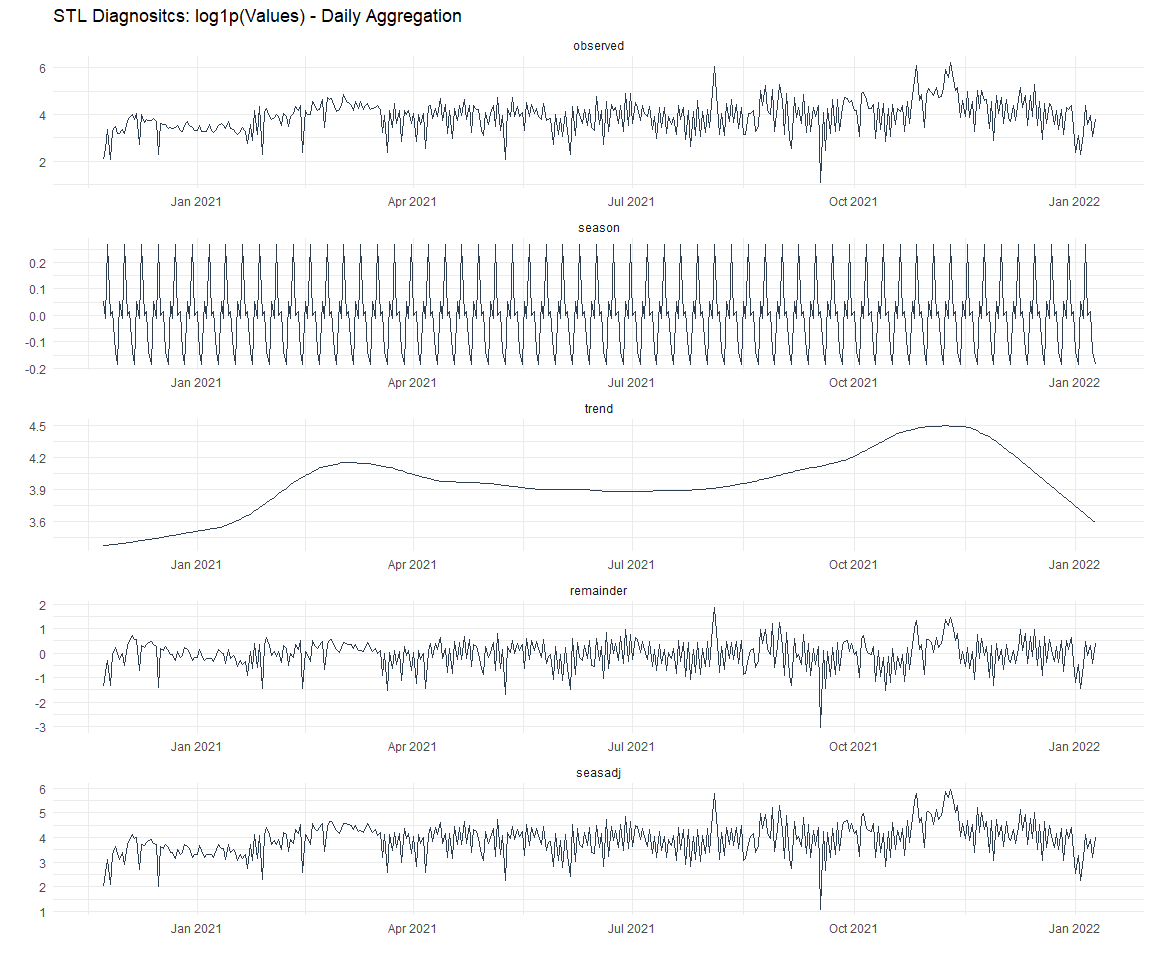 STL Diagnositcs: log1p(Values) - Daily Aggregation
observed
6
4
2
Jan 2021 Apr 2021 Jul 2021 Oct 2021 Jan 2022
season
0.2
0.1
0.0
-0.1
-0.2
Jan 2021 Apr 2021 Jul 2021 Oct 2021 Jan 2022
trend
4.5
4.2
3.9
3.6
Jan 2021 Apr 2021 Jul 2021 Oct 2021 Jan 2022
remainder
2
1
0
-1
-2
-3
Jan 2021 Apr 2021 Jul 2021 Oct 2021 Jan 2022
seasadj
6
5
4
3
2
1
Jan 2021 Apr 2021 Jul 2021 Oct 2021 Jan 2022